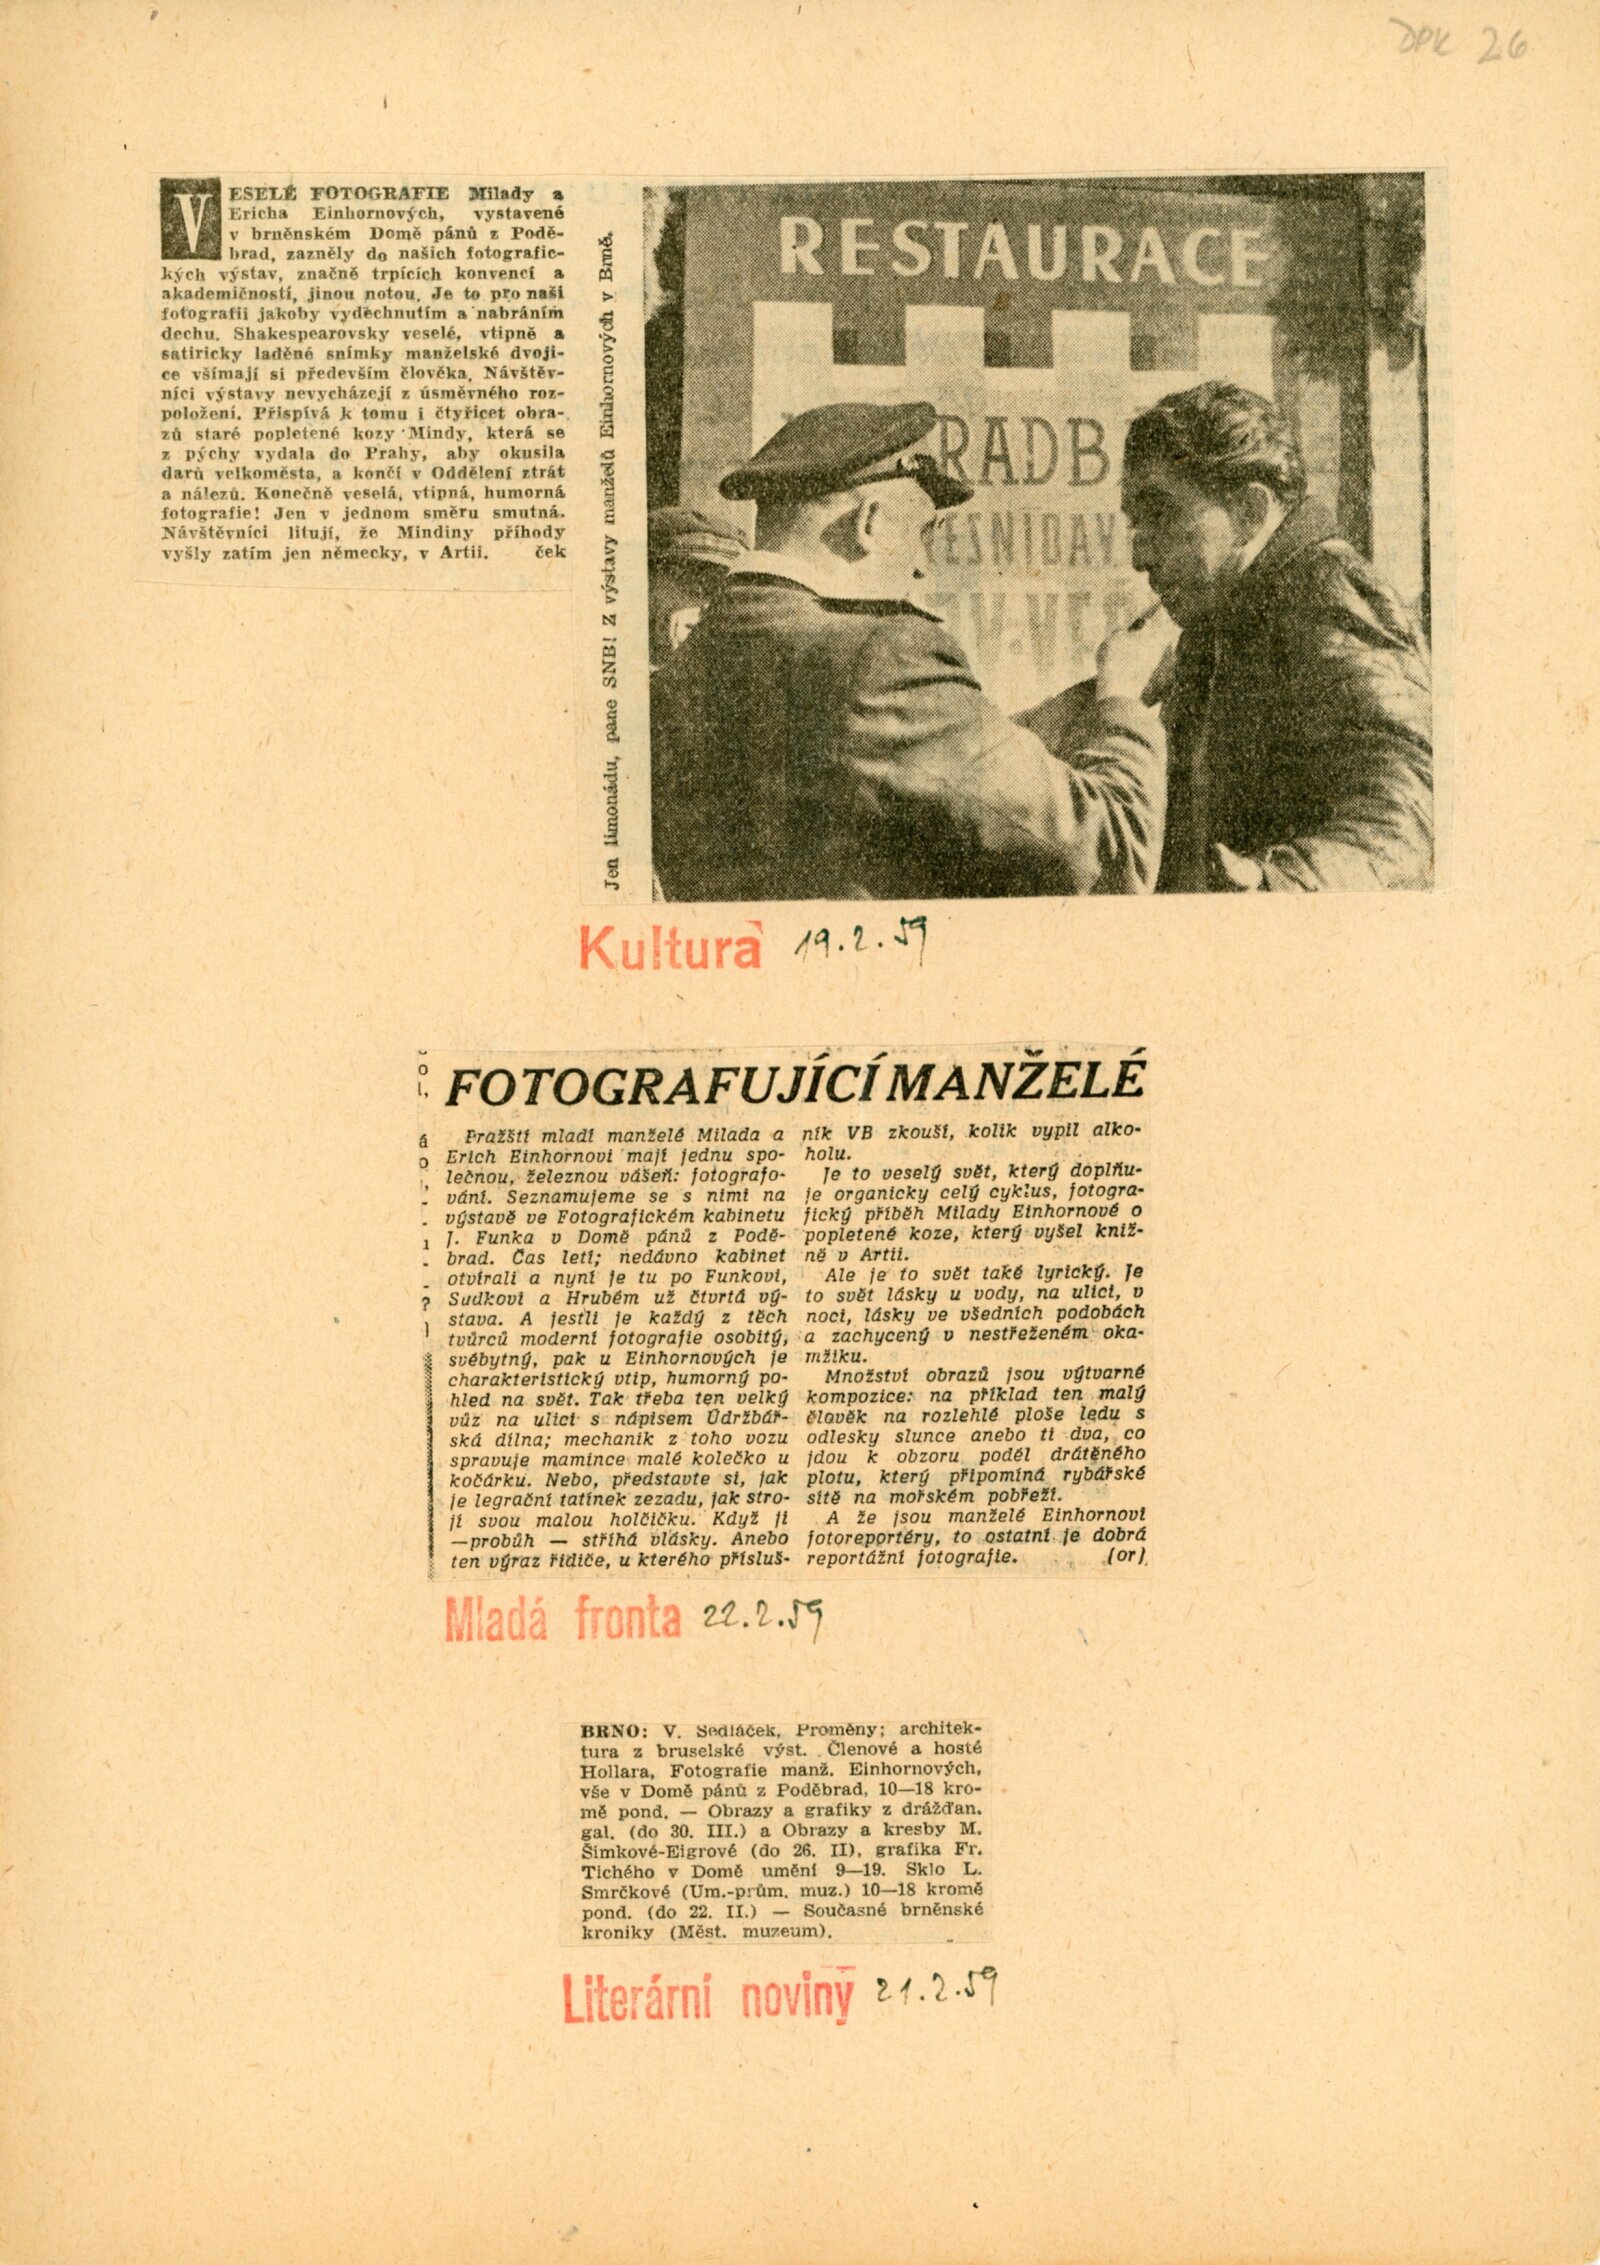 DPK 26
VESELÉ FOTOGRAFIE Milady a
Ericha Einhornových, vystavené
v brněnském Domě pánů z Podě-
brad, zazněly do našich fotografic-
kých výstav, značně trpících konvencí a
akademičností, jinou notou. Je to pro naši
fotografii jakoby vydechnutím a nabráním
dechu. Shakespearovsky veselé, vtipně a
satiricky laděné snímky manželské dvoji-
ce všímají si především člověka. Návštěv-
níci výstavy nevycházejí z úsměvného roz-
položení. Přispívá k tomu i čtyřicet obra-
zů staré popletené kozy Mindy, která se
z pýchy vydala do Prahy, aby okusila
darů velkoměsta, a končí v Oddělení ztrát
a nálezů. Konečně veselá, vtipná, humorná
fotografie! Jen v jednom směru smutná.
Návštěvníci litují, že Mindiny příhody
vyšly zatím jen německy, v Artii. ček
Jen limonádu, pane SNB! Z výstavy manželů Einhornových v Brně.
RESTAURACE
RADB
ESNIDAN
V.VEČ
Kultura 19.2.59
FOTOGRAFUJÍCÍ MANŽELÉ
Pražští mladí manželé Milada a
Erich Einhornovi mají jednu spo-
lečnou, železnou vášeň: fotografo-
vání. Seznamujeme se s nimi na
výstavě ve Fotografickém kabinetu
J. Funka v Domě pánů z Podě-
brad. Čas letí; nedávno kabinet
otvírali a nyní je tu po Funkovi,
Sudkovi a Hrubém už čtvrtá vý-
stava. A jestli je každý z těch
tvůrců moderní fotografie osobitý,
svébytný, pak u Einhornových je
charakteristický vtip, humorný po-
hled na svět. Tak třeba ten velký
vůz na ulici s nápisem Údržbář-
ská dílna; mechanik z toho vozu
spravuje mamince malé kolečko u
kočárku. Nebo, představte si, jak
je legrační tatínek zezadu, jak stro-
jí svou malou holčičku. Když jí
—probůh — stříhá vlásky. Anebo
ten výraz řidiče, u kterého přísluš-
ník VB zkouší, kolik vypil alko-
holu.
Je to veselý svět, který doplňu-
je organicky celý cyklus, fotogra-
fický příběh Milady Einhornové o
popletené koze, který vyšel kniž-
ně v Artii.
Ale je to svět také lyrický. Je
to svět lásky u vody, na ulici, v
noci, lásky ve všedních podobách
a zachycený v nestřeženém oka-
mžiku.
Množství obrazů jsou výtvarné
kompozice: na příklad ten malý
člověk na rozlehlé ploše ledu s
odlesky slunce anebo ti dva, co
jdou k obzoru podél drátěného
plotu, který připomíná rybářské
sítě na mořském pobřeží.
A že jsou manželé Einhornovi
fotoreportéry, to ostatní je dobrá
reportážní fotografie. (or)
Mladá fronta 22.2.59
BRNO: V. Sedláček, Proměny; architek-
tura z bruselské výst. Členové a hosté
Hollara, Fotografie manž. Einhornových,
vše v Domě pánů z Poděbrad, 10—18 kro-
mě pond. — Obrazy a grafiky z drážďan.
gal. (do 30. III.) a Obrazy a kresby M.
Šimkové-Elgrové (do 26. II), grafika Fr.
Tichého v Domě umění 9—19. Sklo L.
Smrčkové (Um.-prům. muz.) 10—18 kromě
pond. (do 22. II.) — Současné brněnské
kroniky (Měst. muzeum).
Literární noviny 21.2.59